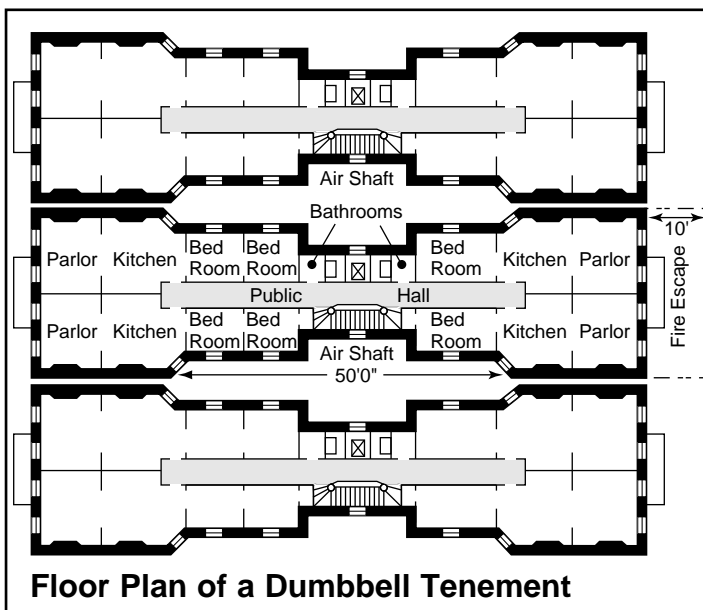 Air Shaft
Bathrooms
10'
Parlor Kitchen Bed Room Bed Room Bed Room Kitchen Parlor
Fire Escape
Public Hall
Parlor Kitchen Bed Room Bed Room Bed Room Kitchen Parlor
Air Shaft
50'0"
Floor Plan of a Dumbbell Tenement